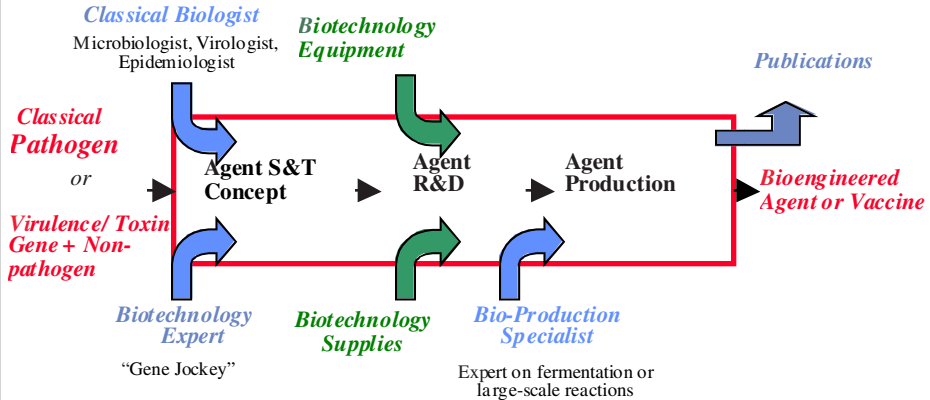 Classical Biologist
Microbiologist, Virologist,
Epidemiologist
Biotechnology
Equipment
Publications
Classical
Pathogen
or
Virulence/ Toxin
Gene + Non-
pathogen
Agent S&T
Concept
Agent
R&D
Agent
Production
Bioengineered
Agent or Vaccine
Biotechnology
Expert
“Gene Jockey”
Biotechnology
Supplies
Bio-Production
Specialist
Expert on fermentation or
large-scale reactions